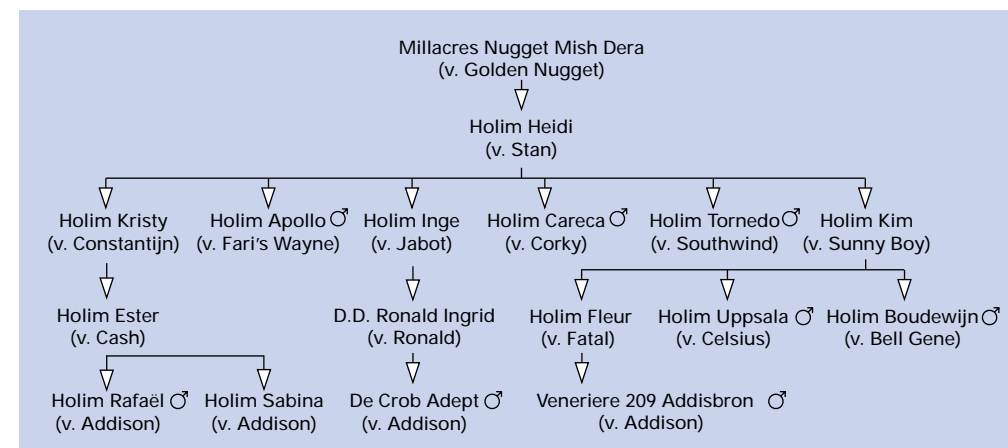 Millacres Nugget Mish Dera
(v. Golden Nugget)
Holim Heidi
(v. Stan)
Holim Kristy Holim Apollo ♂ Holim Inge Holim Careca ♂ Holim Tornedo ♂ Holim Kim
(v. Constantijn) (v. Fari's Wayne) (v. Jabot) (v. Corky) (v. Southwind) (v. Sunny Boy)
Holim Ester D.D. Ronald Ingrid Holim Fleur Holim Uppsala ♂ Holim Boudewijn ♂
(v. Cash) (v. Ronald) (v. Fatal) (v. Celsius) (v. Bell Gene)
Holim Rafaël ♂ Holim Sabina De Crob Adept ♂ Veneriere 209 Addisbron ♂
(v. Addison) (v. Addison) (v. Addison) (v. Addison)